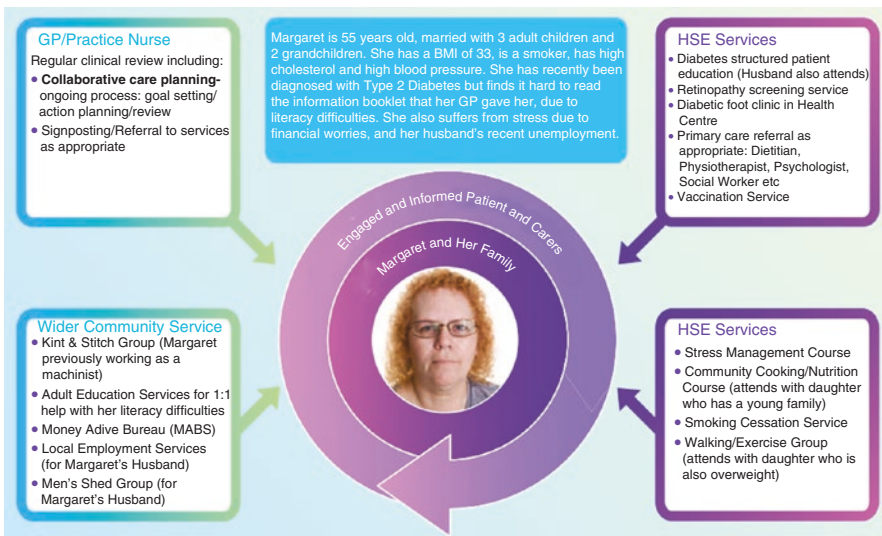 GP/Practice Nurse
Regular clinical review including:
• Collaborative care planning-
ongoing process: goal setting/
action planning/review
• Signposting/Referral to services
as appropriate
Margaret is 55 years old, married with 3 adult children and
2 grandchildren. She has a BMI of 33, is a smoker, has high
cholesterol and high blood pressure. She has recently been
diagnosed with Type 2 Diabetes but finds it hard to read
the information booklet that her GP gave her, due to
literacy difficulties. She also suffers from stress due to
financial worries, and her husband's recent unemployment.
HSE Services
• Diabetes structured patient
education (Husband also attends)
• Retinopathy screening service
• Diabetic foot clinic in Health
Centre
• Primary care referral as
appropriate: Dietitian,
Physiotherapist, Psychologist,
Social Worker etc
• Vaccination Service
Engaged and Informed Patient and Carers
Margaret and Her Family
Wider Community Service
• Kint & Stitch Group (Margaret
previously working as a
machinist)
• Adult Education Services for 1:1
help with her literacy difficulties
• Money Adive Bureau (MABS)
• Local Employment Services
(for Margaret's Husband)
• Men's Shed Group (for
Margaret's Husband)
HSE Services
• Stress Management Course
• Community Cooking/Nutrition
Course (attends with daughter
who has a young family)
• Smoking Cessation Service
• Walking/Exercise Group
(attends with daughter who is
also overweight)